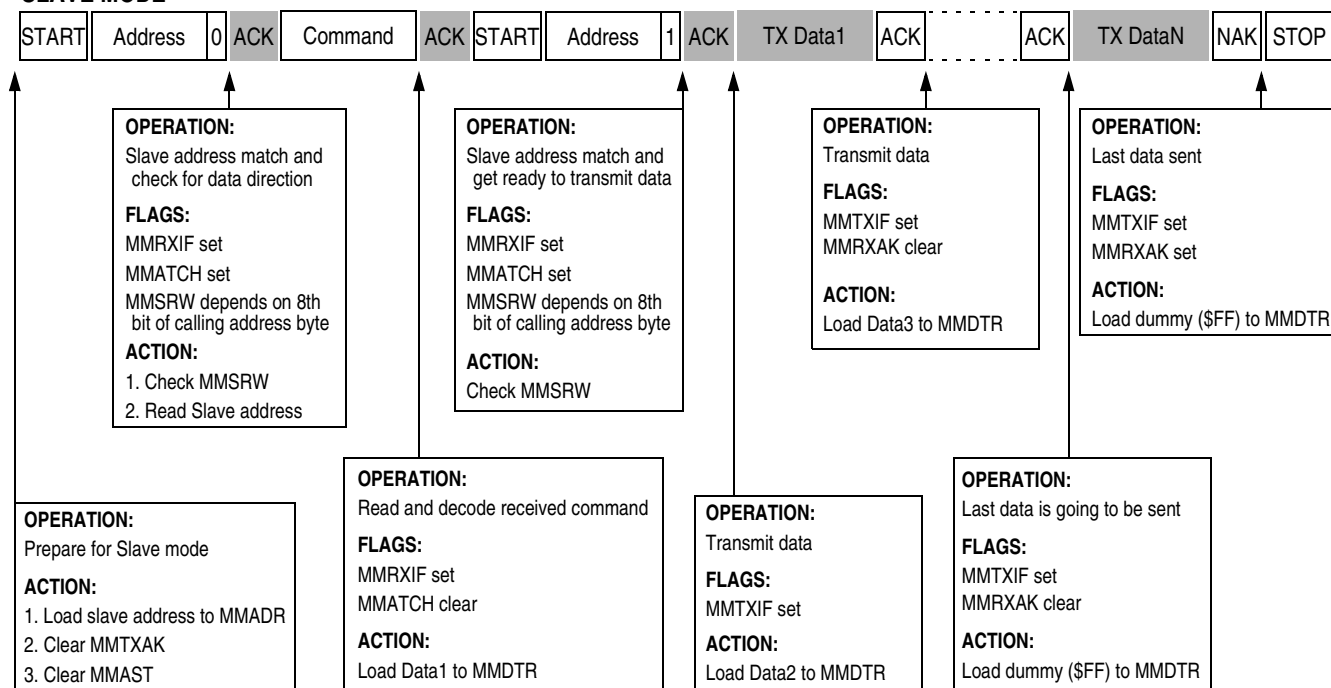 SLAVE MODE
START Address 0 ACK Command ACK START Address 1 ACK TX Data1 ACK ACK TX DataN NAK STOP
OPERATION:
Slave address match and
check for data direction
FLAGS:
MMRXIF set
MMATCH set
MMSRW depends on 8th
bit of calling address byte
ACTION:
1. Check MMSRW
2. Read Slave address
OPERATION:
Slave address match and
get ready to transmit data
FLAGS:
MMRXIF set
MMATCH set
MMSRW depends on 8th
bit of calling address byte
ACTION:
Check MMSRW
OPERATION:
Transmit data
FLAGS:
MMTXIF set
MMRXAK clear
ACTION:
Load Data3 to MMDTR
OPERATION:
Last data sent
FLAGS:
MMTXIF set
MMRXAK set
ACTION:
Load dummy ($FF) to MMDTR
OPERATION:
Prepare for Slave mode
ACTION:
1. Load slave address to MMADR
2. Clear MMTXAK
3. Clear MMAST
OPERATION:
Read and decode received command
FLAGS:
MMRXIF set
MMATCH clear
ACTION:
Load Data1 to MMDTR
OPERATION:
Transmit data
FLAGS:
MMTXIF set
ACTION:
Load Data2 to MMDTR
OPERATION:
Last data is going to be sent
FLAGS:
MMTXIF set
MMRXAK clear
ACTION:
Load dummy ($FF) to MMDTR